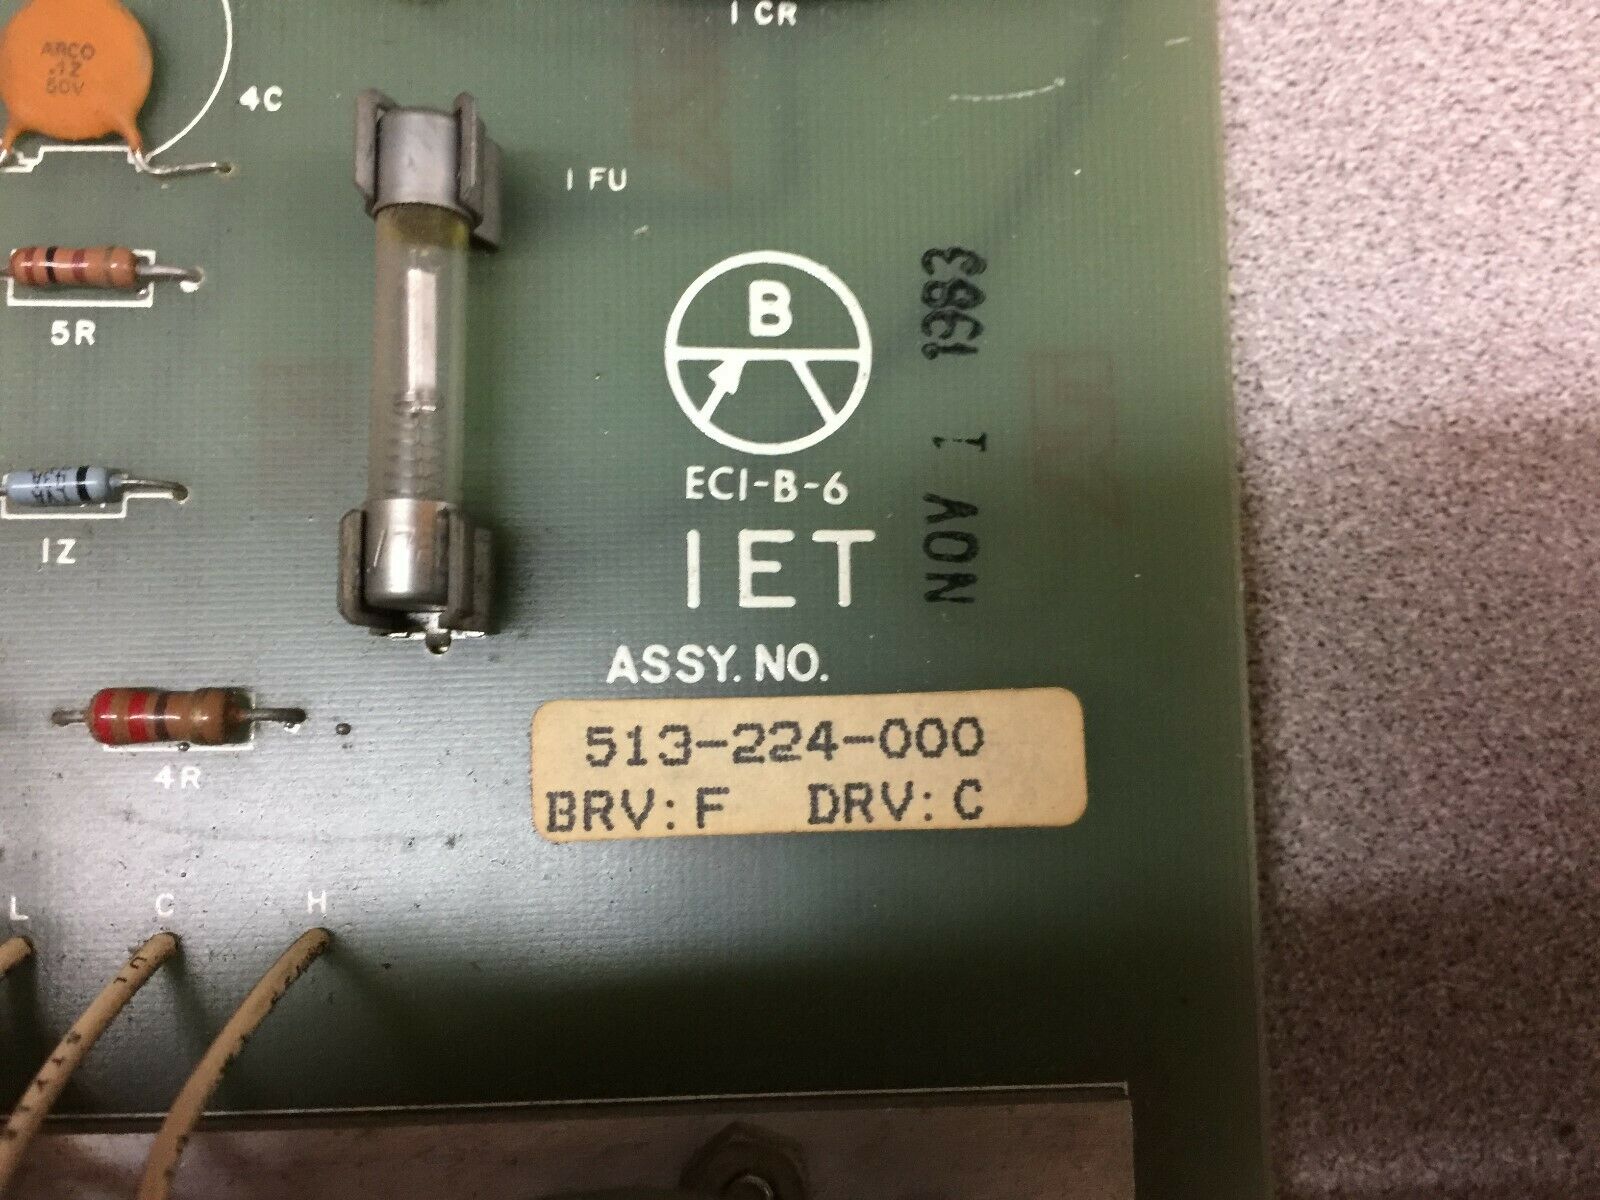 1 CR
ARCO
.1Z
50V
4C
1 FU
B
5R
NOV 1 1983
ECI-B-6
IET
1Z
ASSY. NO.
513-224-000
BRV: F DRV: C
4R
L C H